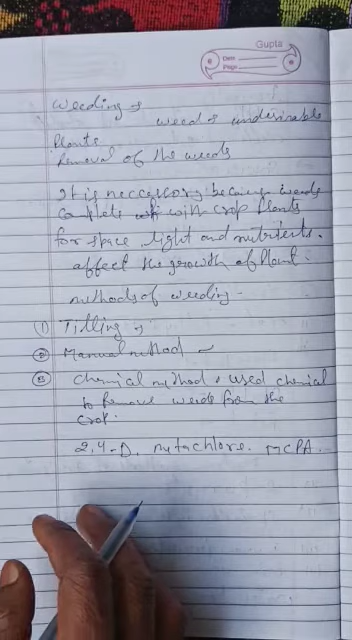 Gupta
Date
Page
Weeding →
weeds undesirable
Plants
Removal of the weeds
It is neccessory because weeds
complete with crop plants
for space light and nutrients.
affect the growth of Plant.
methods of weeding -
(1) Tilling →
(2) Manual method ~
(3) chemical method → used chemical
to remove weeds from the
crop.
2,4-D, metachlore. MCPA.